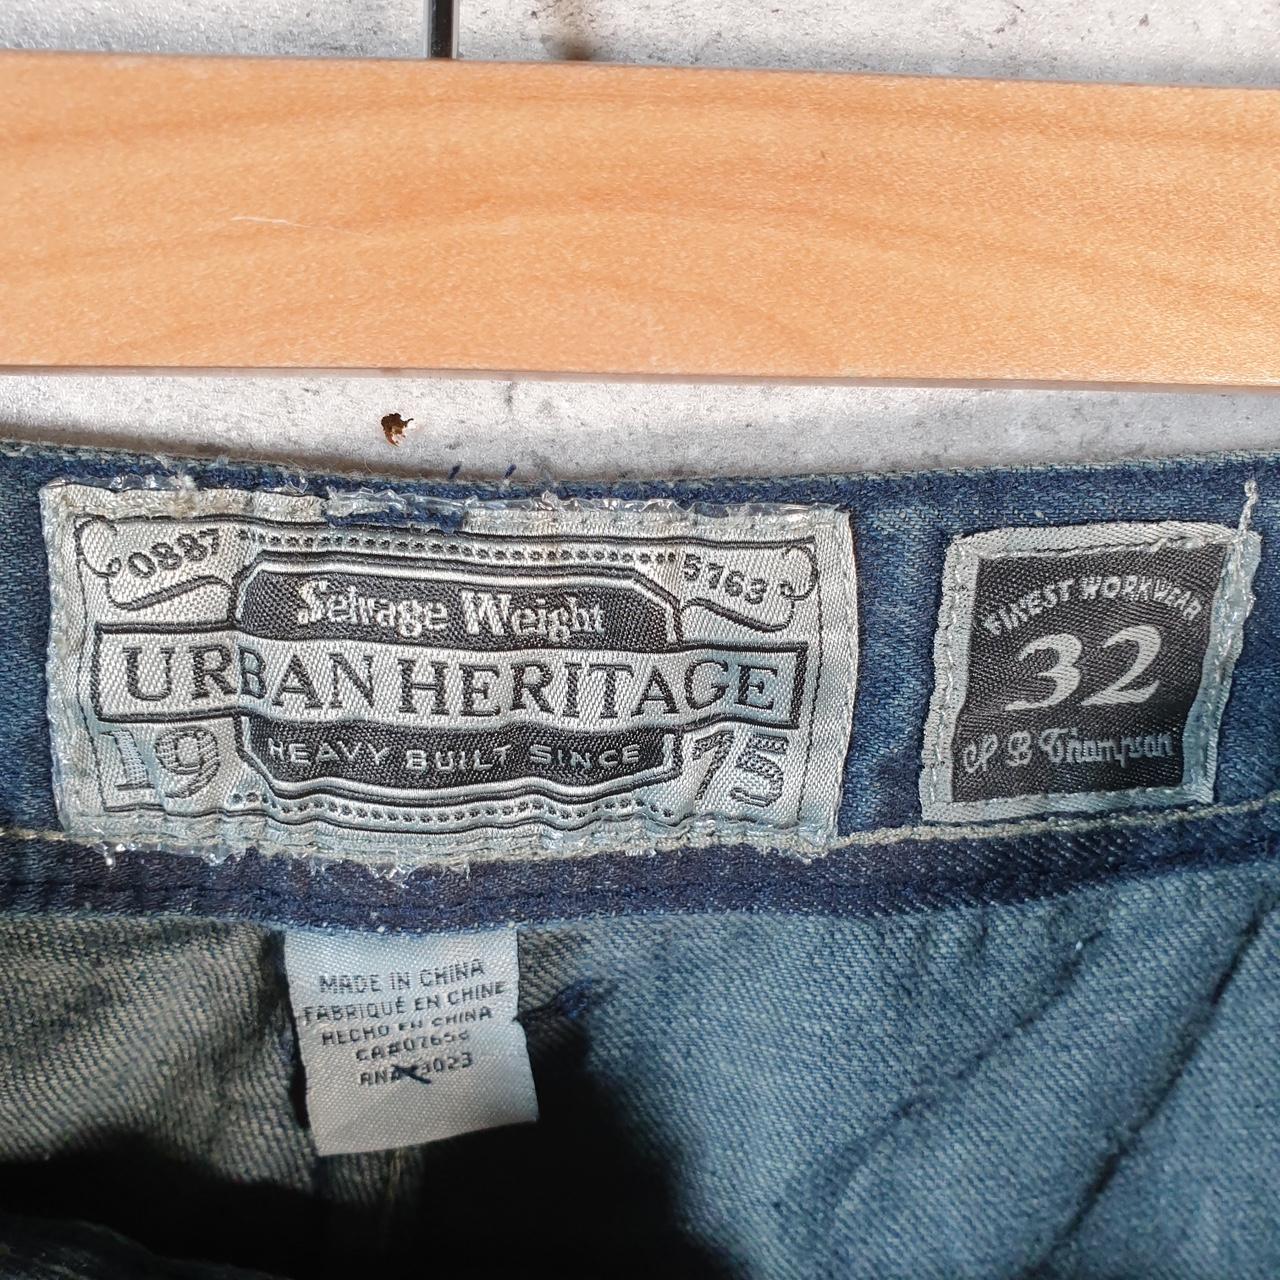 0887
5763
Selvage Weight
URBAN HERITAGE
19 HEAVY BUILT SINCE 75
FINEST WORKWEAR
32
MADE IN CHINA
FABRIQUÉ EN CHINE
HECHO EN CHINA